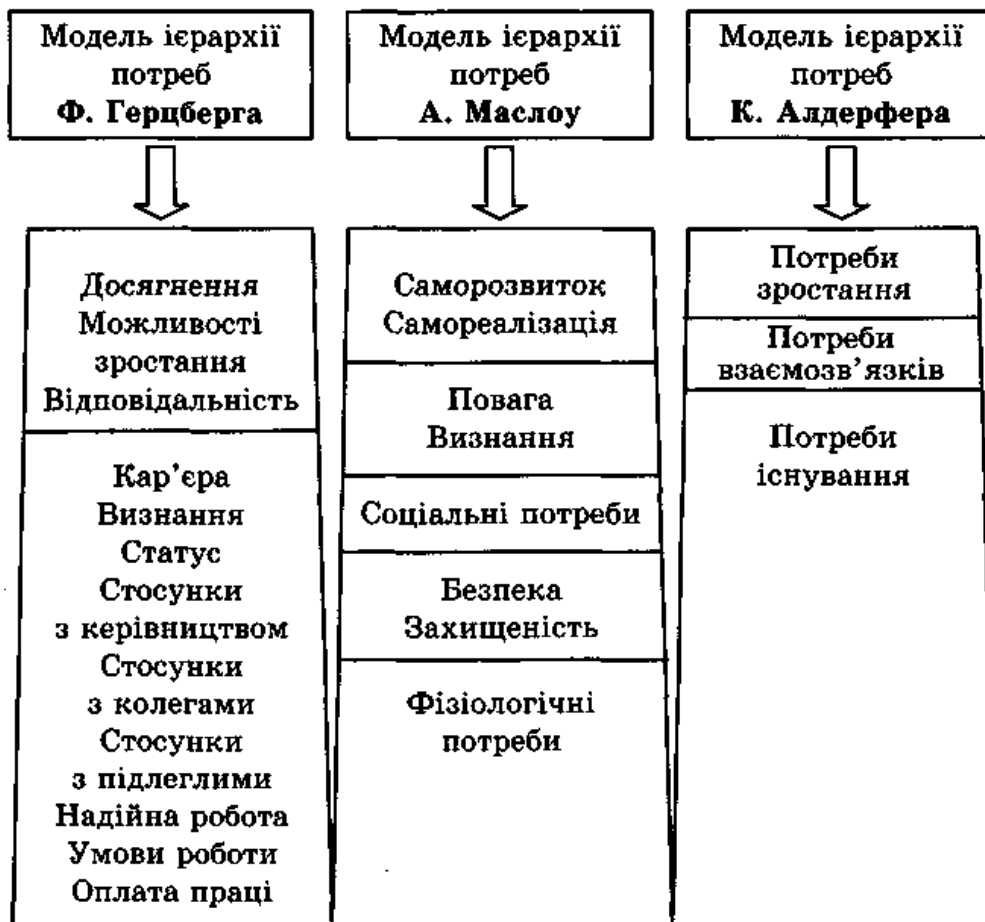 Модель ієрархії
потреб
Ф. Герцберга
Модель ієрархії
потреб
А. Маслоу
Модель ієрархії
потреб
К. Алдерфера
Досягнення
Можливості
зростання
Відповідальність
Кар’єра
Визнання
Статус
Стосунки
з керівництвом
Стосунки
з колегами
Стосунки
з підлеглими
Надійна робота
Умови роботи
Оплата праці
Саморозвиток
Самореалізація
Повага
Визнання
Соціальні потреби
Безпека
Захищеність
Фізіологічні
потреби
Потреби
зростання
Потреби
взаємозв’язків
Потреби
існування